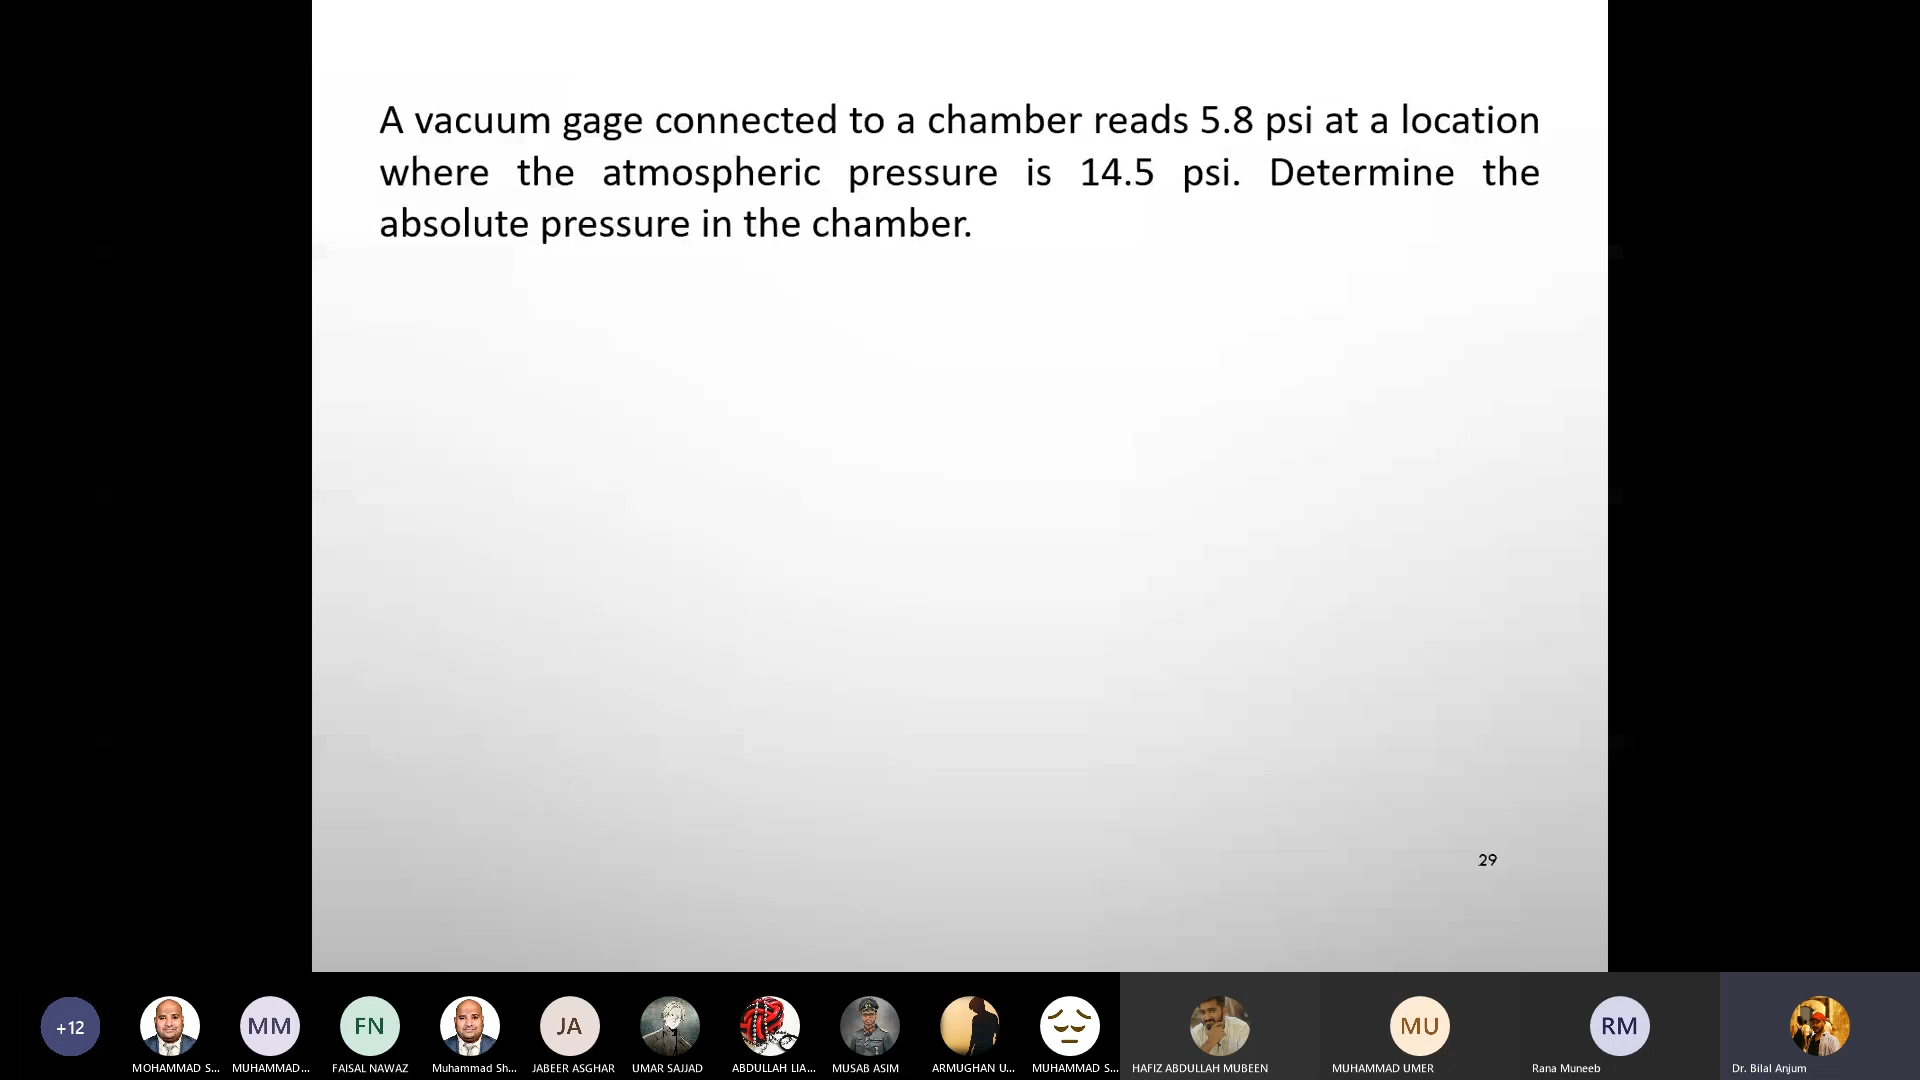 A vacuum gage connected to a chamber reads 5.8 psi at a location
where the atmospheric pressure is 14.5 psi. Determine the
absolute pressure in the chamber.
29
+12
MM
FN
JA
MU
RM
MOHAMMAD S...
MUHAMMAD...
FAISAL NAWAZ
Muhammad Sh...
JABEER ASGHAR
UMAR SAJJAD
ABDULLAH LIA...
MUSAB ASIM
ARMUGHAN U...
MUHAMMAD S...
HAFIZ ABDULLAH MUBEEN
MUHAMMAD UMER
Rana Muneeb
Dr. Bilal Anjum